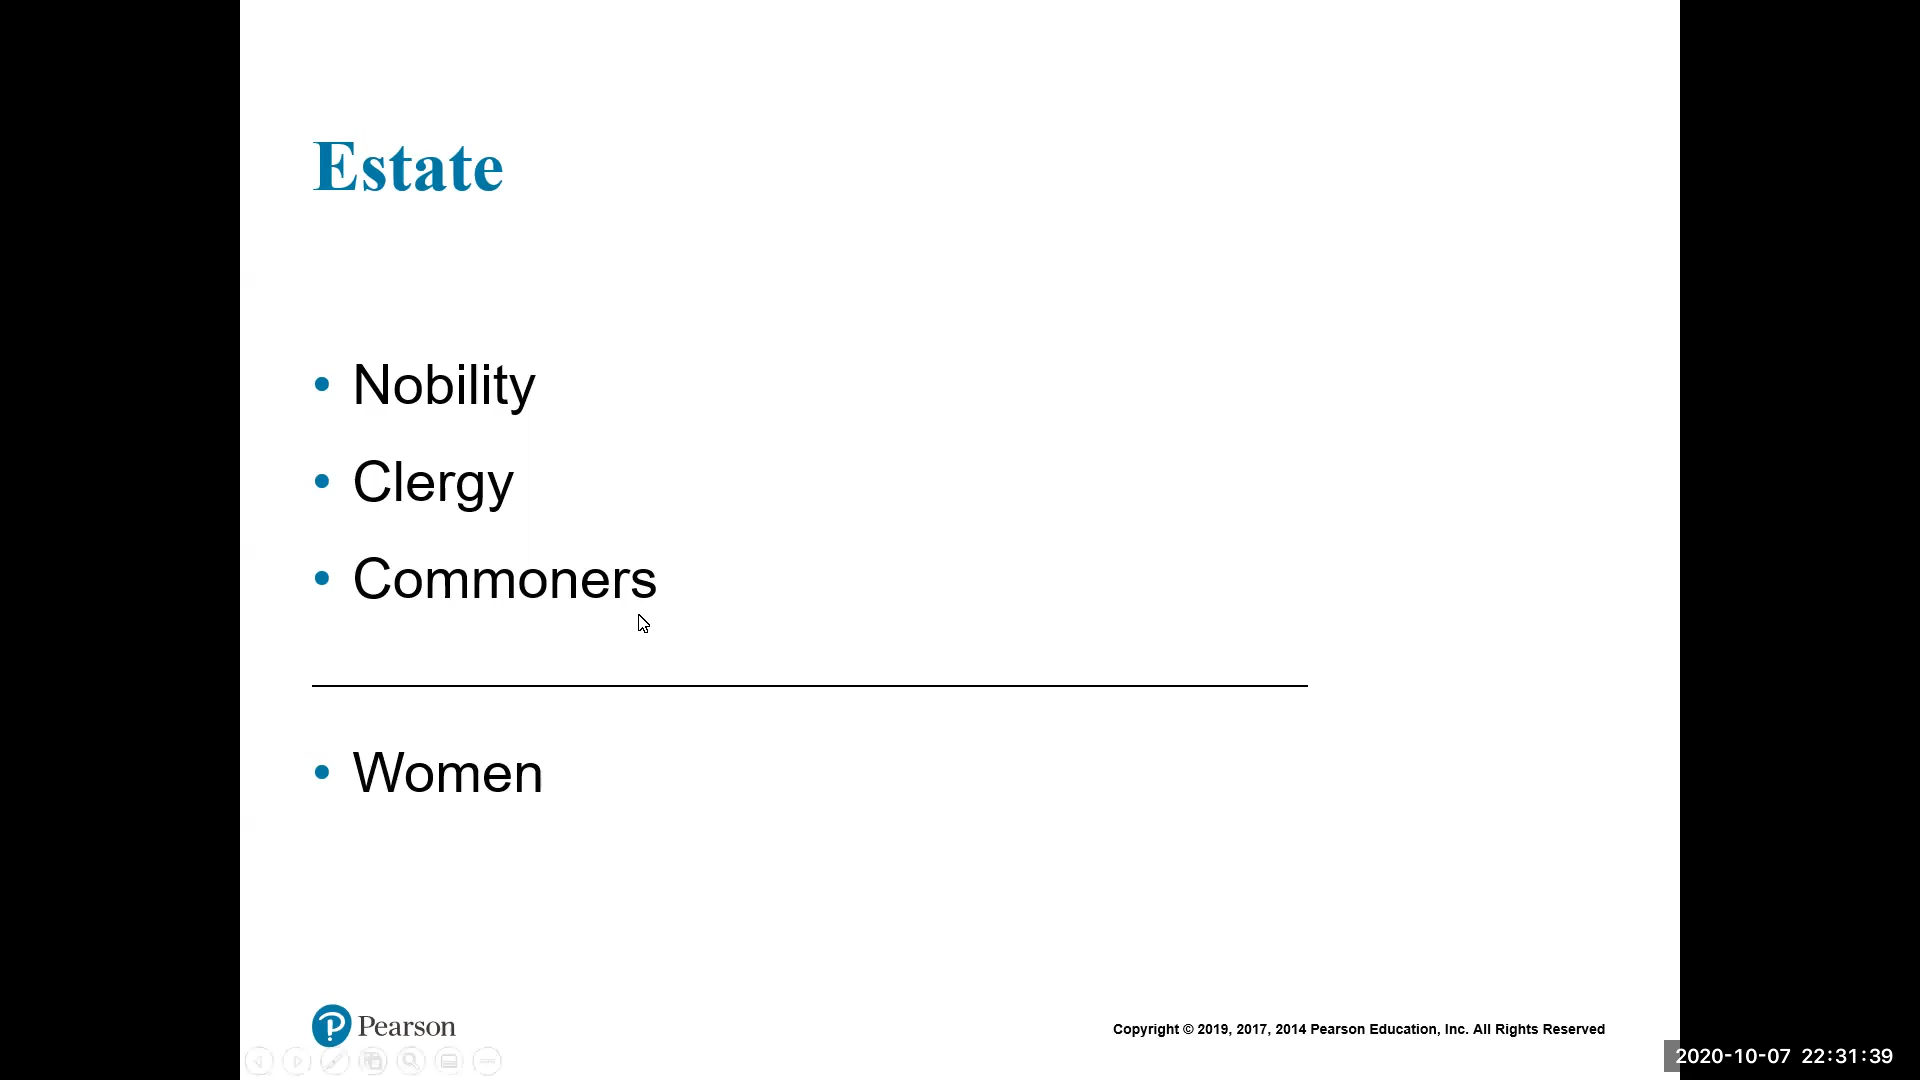 Estate
• Nobility
• Clergy
• Commoners
• Women
Pearson
Copyright © 2019, 2017, 2014 Pearson Education, Inc. All Rights Reserved
2020-10-07 22:31:39